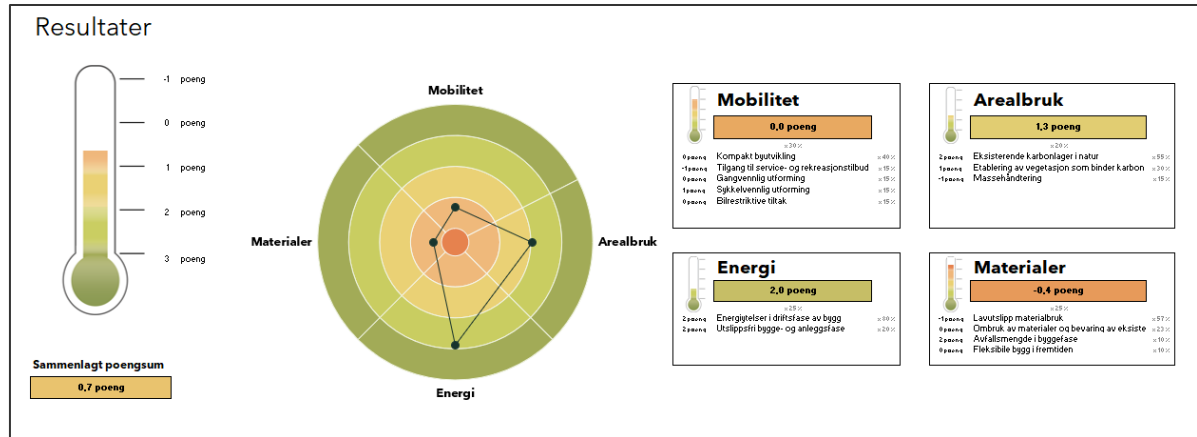 Resultater
-1 poeng
0 poeng
1 poeng
2 poeng
3 poeng
Sammenlagt poengsum
0,7 poeng
Mobilitet
Arealbruk
Energi
Materialer
Mobilitet
0,0 poeng
x30%
0 poeng Kompakt byutvikling x40%
-1 poeng Tilgang til service- og rekreasjonstilbud x15%
0 poeng Gangvennlig utforming x15%
1 poeng Sykkelvennlig utforming x15%
0 poeng Bilrestriktive tiltak x15%
Arealbruk
1,3 poeng
x20%
2 poeng Eksisterende karbonlager i natur x55%
1 poeng Etablering av vegetasjon som binder karbon x30%
-1 poeng Massehåndtering x15%
Energi
2,0 poeng
x25%
2 poeng Energiytelser i driftsfase av bygg x80%
2 poeng Utslippsfri bygge- og anleggsfase x20%
Materialer
-0,4 poeng
x25%
-1 poeng Lavutslipp materialbruk x57%
0 poeng Ombruk av materialer og bevaring av eksiste x23%
2 poeng Avfallsmengde i byggefase x10%
0 poeng Fleksibile bygg i fremtiden x10%